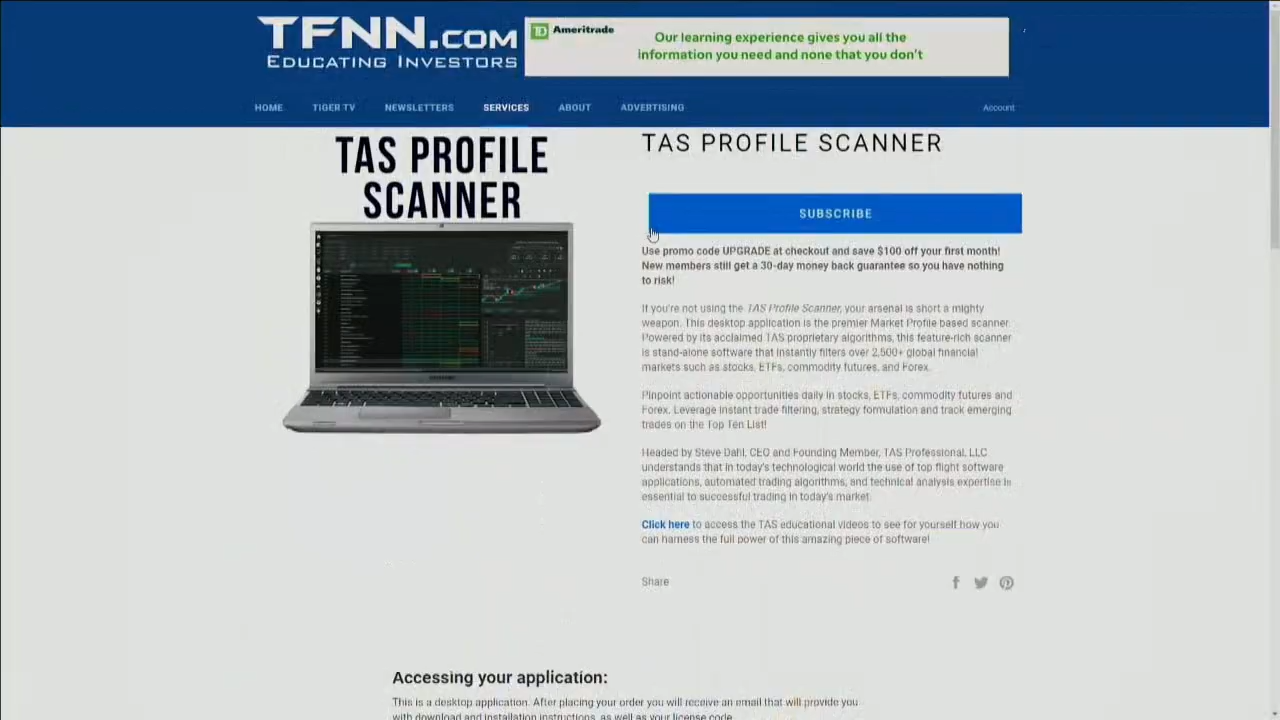 TFNN.COM
EDUCATING INVESTORS
TD Ameritrade
Our learning experience gives you all the
information you need and none that you don't
HOME TIGER TV NEWSLETTERS SERVICES ABOUT ADVERTISING Account
TAS PROFILE
SCANNER
TAS PROFILE SCANNER
SUBSCRIBE
Use promo code UPGRADE at checkout and save $100 off your first month!
New members still get a 30-day money back guarantee so you have nothing
to risk!
If you're not using the TAS Profile Scanner, your arsenal is short a mighty
weapon. This desktop application is the premier Market Profile based scanner.
Powered by its acclaimed TAS proprietary algorithms, this feature-rich scanner
is stand-alone software that instantly filters over 2,500+ global financial
markets such as stocks, ETFs, commodity futures, and Forex.
Pinpoint actionable opportunities daily in stocks, ETFs, commodity futures and
Forex. Leverage instant trade filtering, strategy formulation and track emerging
trades on the Top Ten List!
Headed by Steve Dahl, CEO and Founding Member, TAS Professional, LLC
understands that in today's technological world the use of top flight software
applications, automated trading algorithms, and technical analysis expertise is
essential to successful trading in today's market.
Click here to access the TAS educational videos to see for yourself how you
can harness the full power of this amazing piece of software!
Share
Accessing your application:
This is a desktop application. After placing your order you will receive an email that will provide you
with download and installation instructions, as well as your license code.